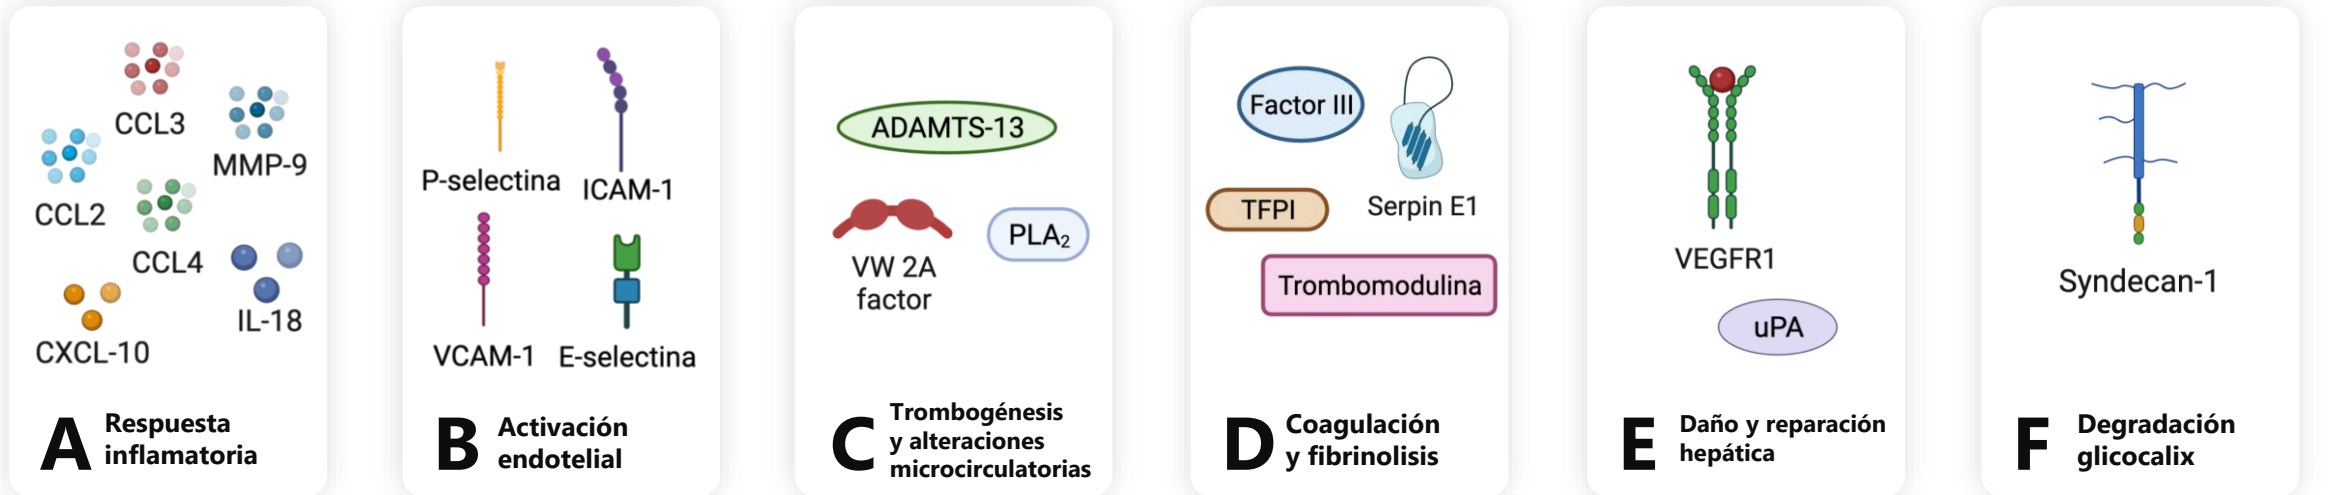 CCL3
MMP-9
CCL2
CCL4
IL-18
CXCL-10
A Respuesta
inflamatoria
P-selectina
ICAM-1
VCAM-1
E-selectina
B Activación
endotelial
ADAMTS-13
VW 2A
factor
PLA₂
C Trombogénesis
y alteraciones
microcirculatorias
Factor III
Serpin E1
TFPI
Trombomodulina
D Coagulación
y fibrinolisis
VEGFR1
uPA
E Daño y reparación
hepática
Syndecan-1
F Degradación
glicocalix